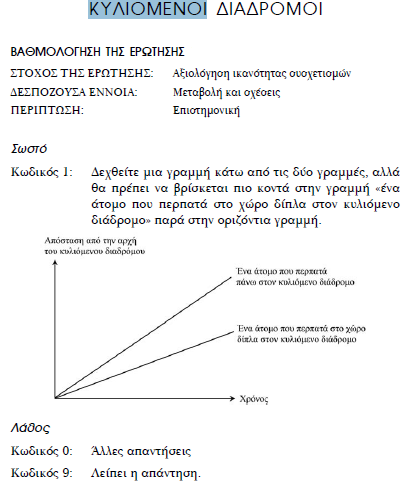 ΚΥΛΙΟΜΕΝΟΙ ΔΙΑΔΡΟΜΟΙ
ΒΑΘΜΟΛΟΓΗΣΗ ΤΗΣ ΕΡΩΤΗΣΗΣ
ΣΤΟΧΟΣ ΤΗΣ ΕΡΩΤΗΣΗΣ: Αξιολόγηση ικανότητας συσχετισμών
ΔΕΣΠΟΖΟΥΣΑ ΕΝΝΟΙΑ: Μεταβολή και σχέσεις
ΠΕΡΙΠΤΩΣΗ: Επιστημονική
Σωστό
Κωδικός 1: Δεχθείτε μια γραμμή κάτω από τις δύο γραμμές, αλλά
θα πρέπει να βρίσκεται πιο κοντά στην γραμμή «ένα
άτομο που περπατά στο χώρο δίπλα στον κυλιόμενο
διάδρομο» παρά στην οριζόντια γραμμή.
Απόσταση από την αρχή
του κυλιόμενου διαδρόμου
Ένα άτομο που περπατά
πάνω στον κυλιόμενο διάδρομο
Ένα άτομο που περπατά στο χώρο
δίπλα στον κυλιόμενο διάδρομο
Χρόνος
Λάθος
Κωδικός 0: Άλλες απαντήσεις
Κωδικός 9: Λείπει η απάντηση.